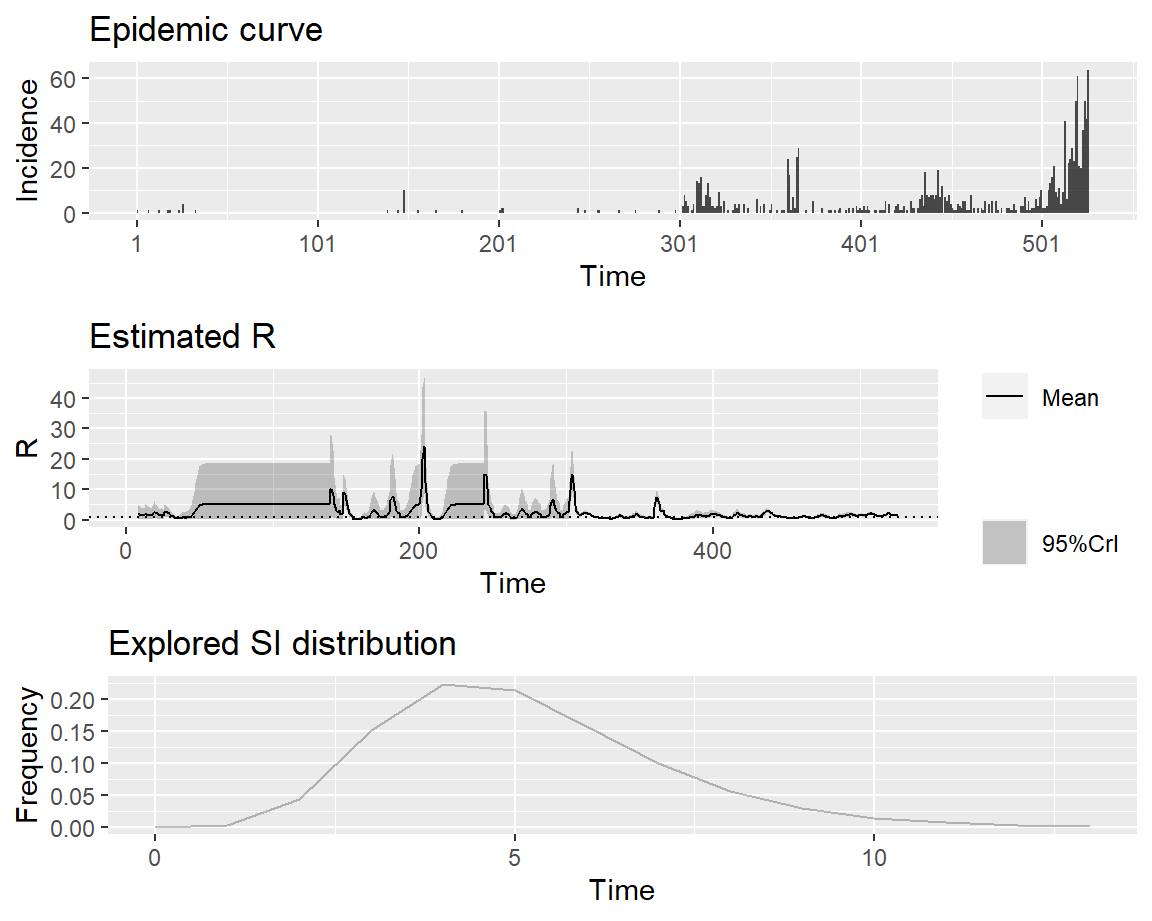 Epidemic curve
Incidence
60
40
20
0
1 101 201 301 401 501
Time
Estimated R
R
40
30
20
10
0
0 200 400
Time
Mean
95%CrI
Explored SI distribution
Frequency
0.20
0.15
0.10
0.05
0.00
0 5 10
Time